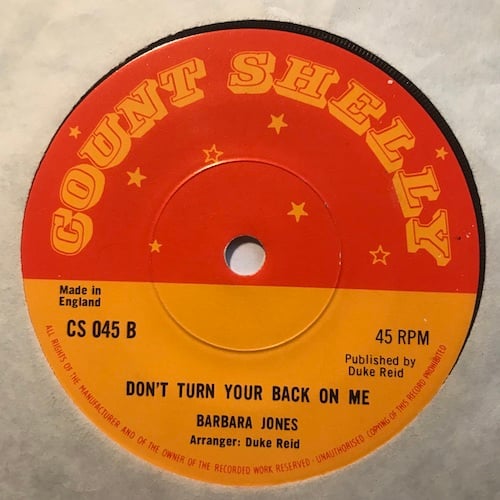 COUNT SHELLY
Made in
England
CS 045 B
45 RPM
Published by
Duke Reid
DON'T TURN YOUR BACK ON ME
BARBARA JONES
Arranger: Duke Reid
ALL RIGHTS OF THE MANUFACTURER AND OF THE OWNER OF THE RECORDED WORK RESERVED - UNAUTHORISED COPYING OF THIS RECORD PROHIBITED